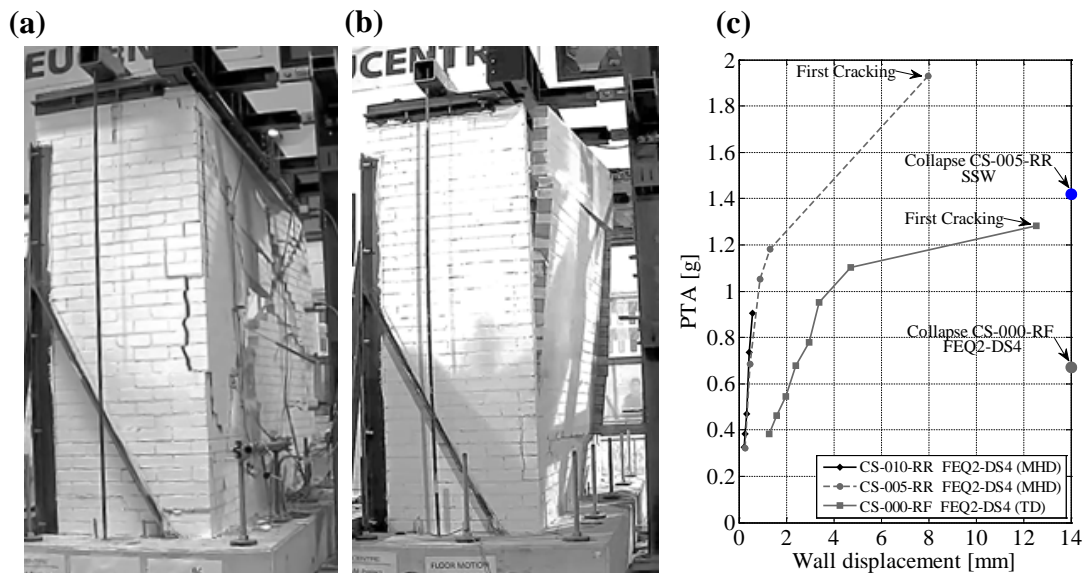 (a)
(b)
(c)
EU
UCENTR
FLOOR MOTION
First Cracking
Collapse CS-005-RR
SSW
First Cracking
Collapse CS-000-RF
FEQ2-DS4
PTA [g]
2
1.8
1.6
1.4
1.2
1
0.8
0.6
0.4
0.2
0
CS-010-RR FEQ2-DS4 (MHD)
CS-005-RR FEQ2-DS4 (MHD)
CS-000-RF FEQ2-DS4 (TD)
0 2 4 6 8 10 12 14
Wall displacement [mm]